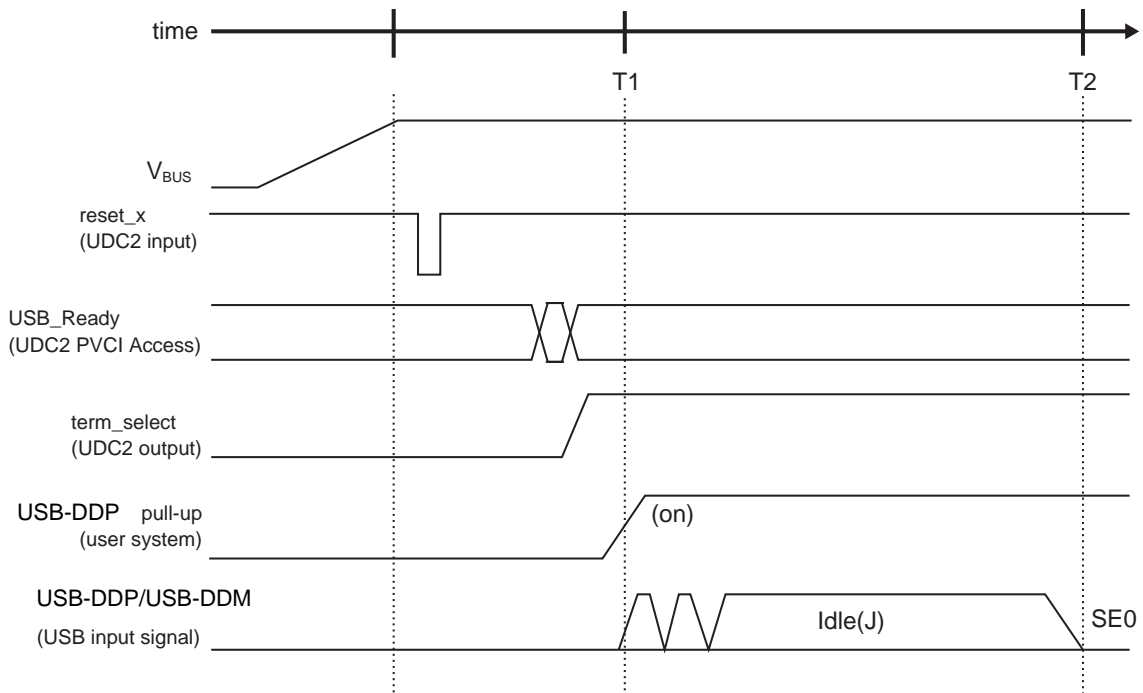 time
T1
T2
VBUS
reset_x
(UDC2 input)
USB_Ready
(UDC2 PVCI Access)
term_select
(UDC2 output)
USB-DDP pull-up
(user system)
(on)
USB-DDP/USB-DDM
(USB input signal)
Idle(J)
SE0